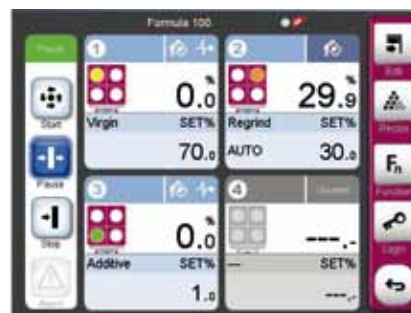 Formula 100
Pause
1
2
%
0.0
%
29.9
Start
Virgin
SET%
Regrind
SET%
70.0
AUTO
30.0
Pause
3
4
Unused
%
0.0
---.-
Stop
Additive
SET%
---
SET%
1.0
---.-
Alarm
Edit
Recipe
Fn
Function
Login